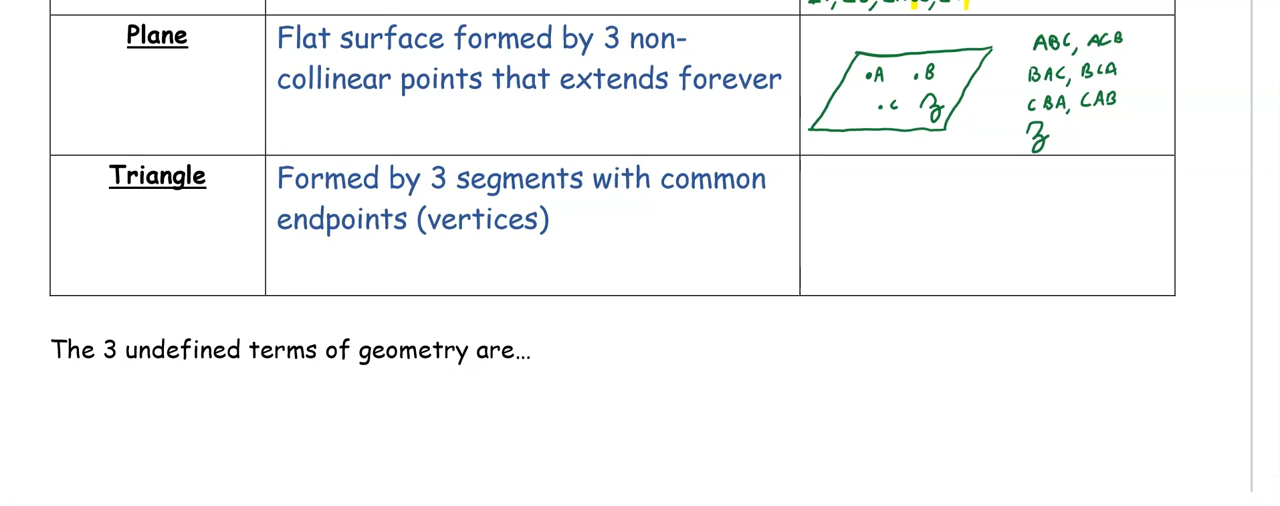 Plane
Flat surface formed by 3 non-
collinear points that extends forever
A B
C Z
ABC, ACB
BAC, BCA
CBA, CAB
Z
Triangle
Formed by 3 segments with common
endpoints (vertices)
The 3 undefined terms of geometry are...